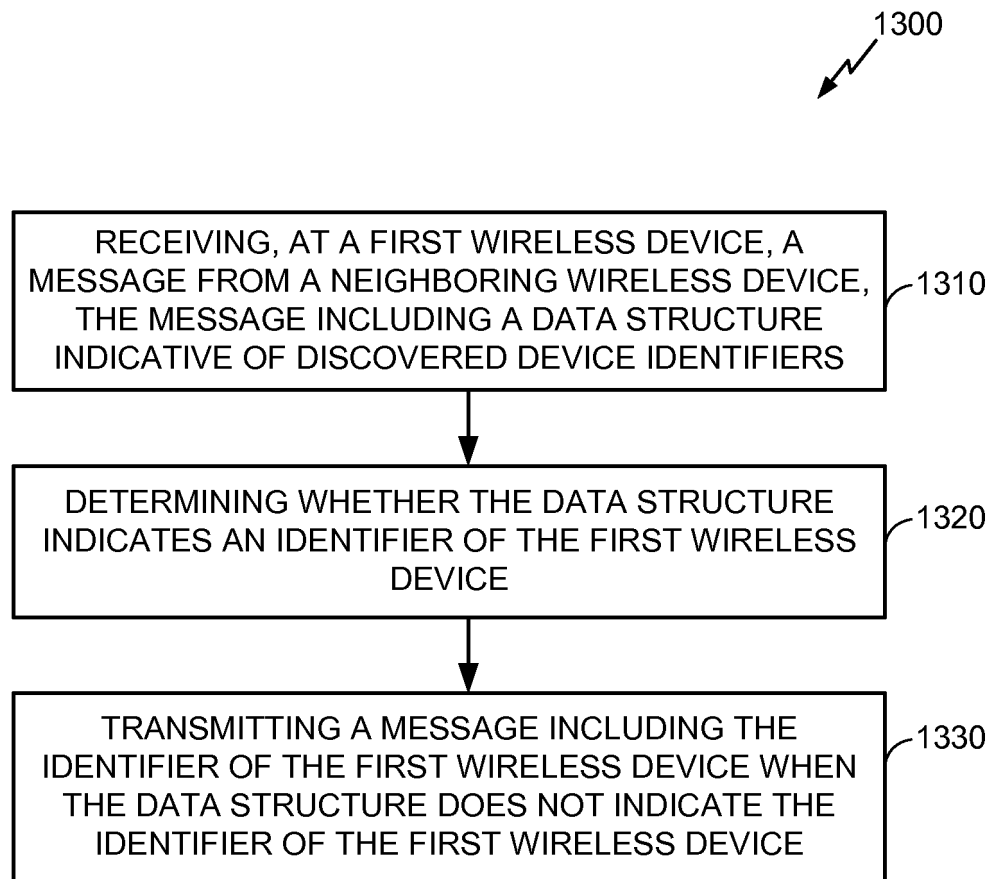 1300
RECEIVING, AT A FIRST WIRELESS DEVICE, A
MESSAGE FROM A NEIGHBORING WIRELESS DEVICE,
THE MESSAGE INCLUDING A DATA STRUCTURE
INDICATIVE OF DISCOVERED DEVICE IDENTIFIERS
1310
DETERMINING WHETHER THE DATA STRUCTURE
INDICATES AN IDENTIFIER OF THE FIRST WIRELESS
DEVICE
1320
TRANSMITTING A MESSAGE INCLUDING THE
IDENTIFIER OF THE FIRST WIRELESS DEVICE WHEN
THE DATA STRUCTURE DOES NOT INDICATE THE
IDENTIFIER OF THE FIRST WIRELESS DEVICE
1330